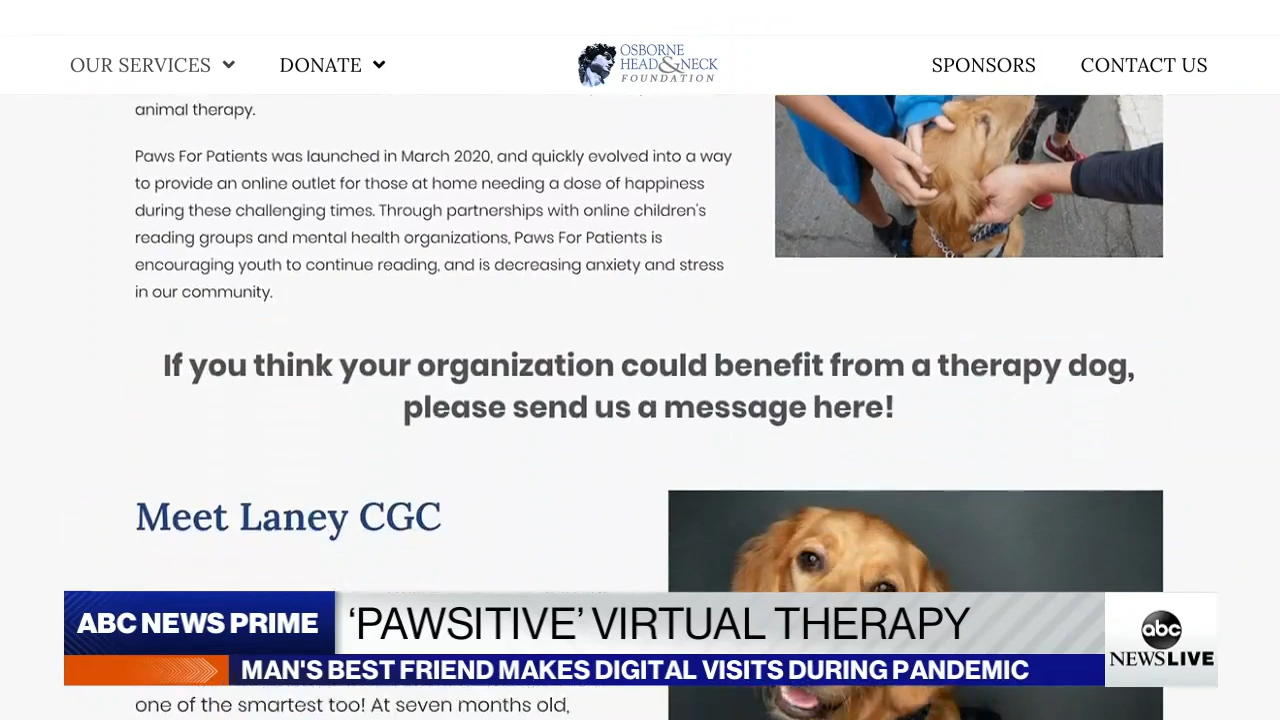 OUR SERVICES
DONATE
OSBORNE
HEAD&NECK
FOUNDATION
SPONSORS
CONTACT US
animal therapy.
Paws For Patients was launched in March 2020, and quickly evolved into a way
to provide an online outlet for those at home needing a dose of happiness
during these challenging times. Through partnerships with online children's
reading groups and mental health organizations, Paws For Patients is
encouraging youth to continue reading, and is decreasing anxiety and stress
in our community.
If you think your organization could benefit from a therapy dog,
please send us a message here!
Meet Laney CGC
ABC NEWS PRIME
‘PAWSITIVE’ VIRTUAL THERAPY
abc
NEWSLIVE
MAN'S BEST FRIEND MAKES DIGITAL VISITS DURING PANDEMIC
one of the smartest too! At seven months old,